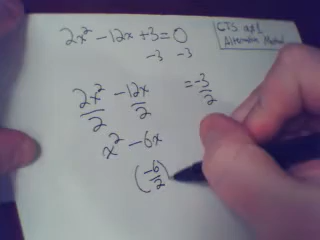 2x² - 12x + 3 = 0
-3 -3
2x²/2 - 12x/2 = -3/2
x² - 6x
(-6/2)
CTS
Alternative Method